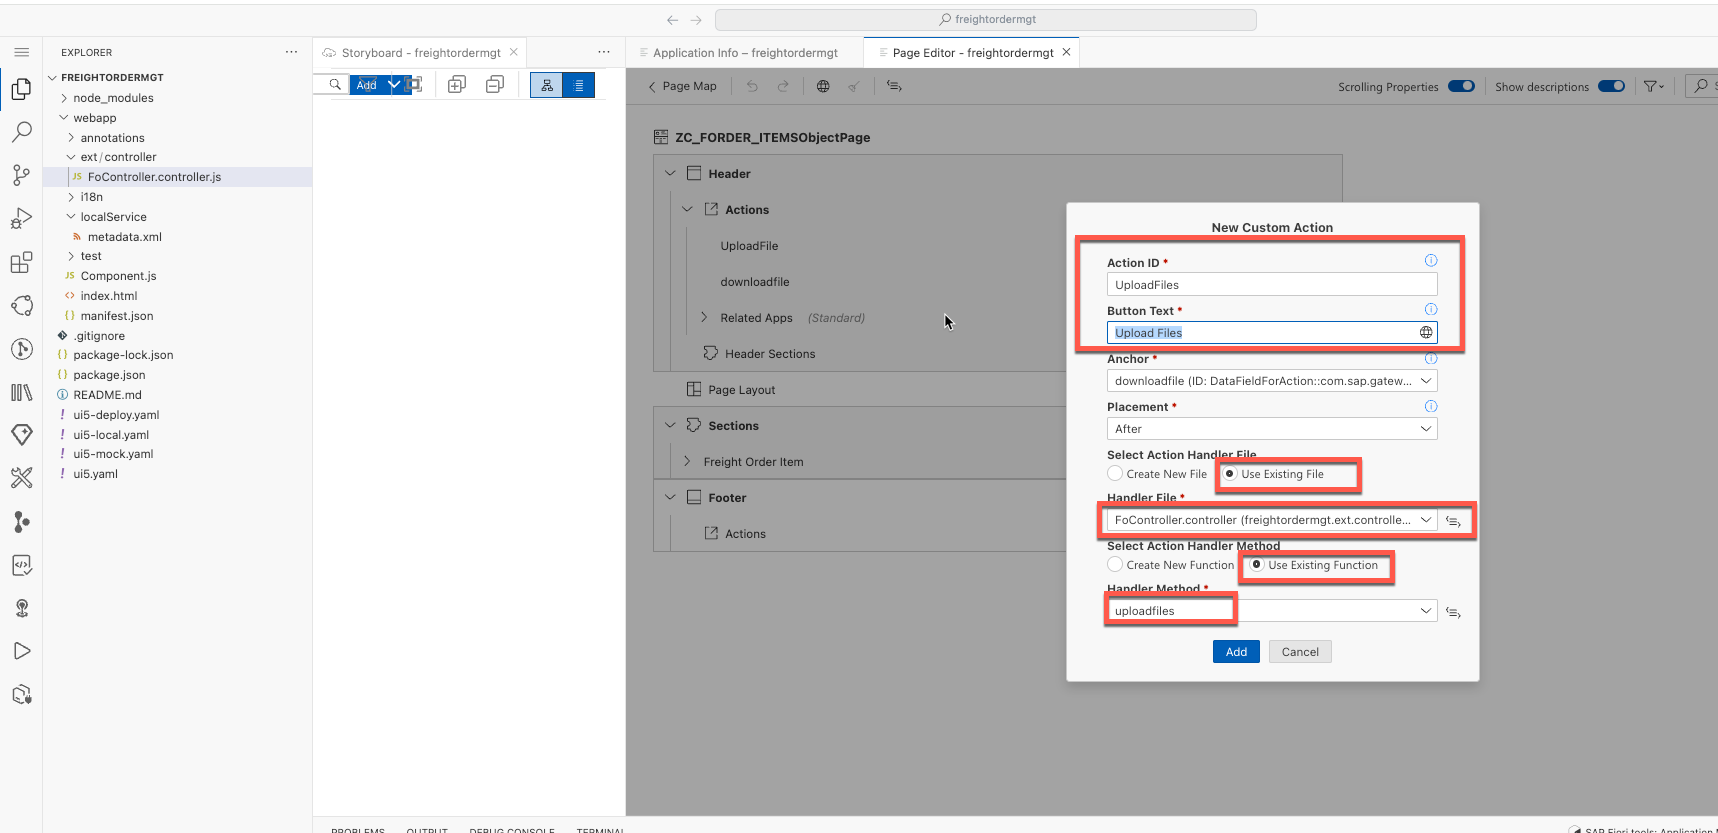 freightordermgt
EXPLORER
FREIGHTORDERMGT
node_modules
webapp
annotations
ext/controller
JS FoController.controller.js
i18n
localService
metadata.xml
test
JS Component.js
<> index.html
{} manifest.json
.gitignore
{} package-lock.json
{} package.json
README.md
! ui5-deploy.yaml
! ui5-local.yaml
! ui5-mock.yaml
! ui5.yaml
Storyboard - freightordermgt
Add
Application Info – freightordermgt
Page Editor - freightordermgt
Page Map
Scrolling Properties
Show descriptions
ZC_FORDER_ITEMSObjectPage
Header
Actions
UploadFile
downloadfile
Related Apps (Standard)
Header Sections
Page Layout
Sections
Freight Order Item
Footer
Actions
New Custom Action
Action ID *
UploadFiles
Button Text *
Upload Files
Anchor *
downloadfile (ID: DataFieldForAction::com.sap.gatew...
Placement *
After
Select Action Handler File
Create New File
Use Existing File
Handler File *
FoController.controller (freightordermgt.ext.controlle...
Select Action Handler Method
Create New Function
Use Existing Function
Handler Method *
uploadfiles
Add
Cancel
PROBLEMS OUTPUT DEBUG CONSOLE TERMINAL
SAP Fiori tools: Application